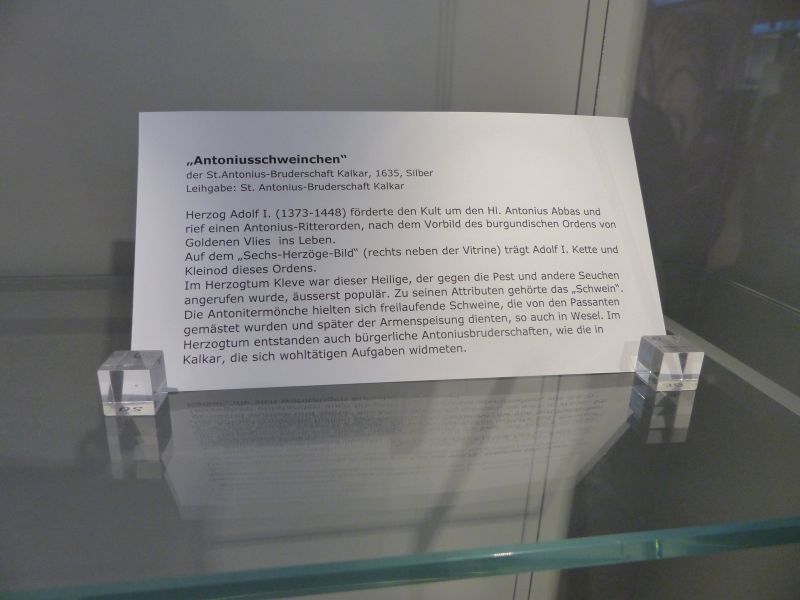 „Antoniusschweinchen“
der St.Antonius-Bruderschaft Kalkar, 1635, Silber
Leihgabe: St. Antonius-Bruderschaft Kalkar
Herzog Adolf I. (1373-1448) förderte den Kult um den Hl. Antonius Abbas und
rief einen Antonius-Ritterorden, nach dem Vorbild des burgundischen Ordens von
Goldenen Vlies ins Leben.
Auf dem „Sechs-Herzöge-Bild“ (rechts neben der Vitrine) trägt Adolf I. Kette und
Kleinod dieses Ordens.
Im Herzogtum Kleve war dieser Heilige, der gegen die Pest und andere Seuchen
angerufen wurde, äusserst populär. Zu seinen Attributen gehörte das „Schwein“.
Die Antonitermönche hielten sich freilaufende Schweine, die von den Passanten
gemästet wurden und später der Armenspeisung dienten, so auch in Wesel. Im
Herzogtum entstanden auch bürgerliche Antoniusbruderschaften, wie die in
Kalkar, die sich wohltätigen Aufgaben widmeten.